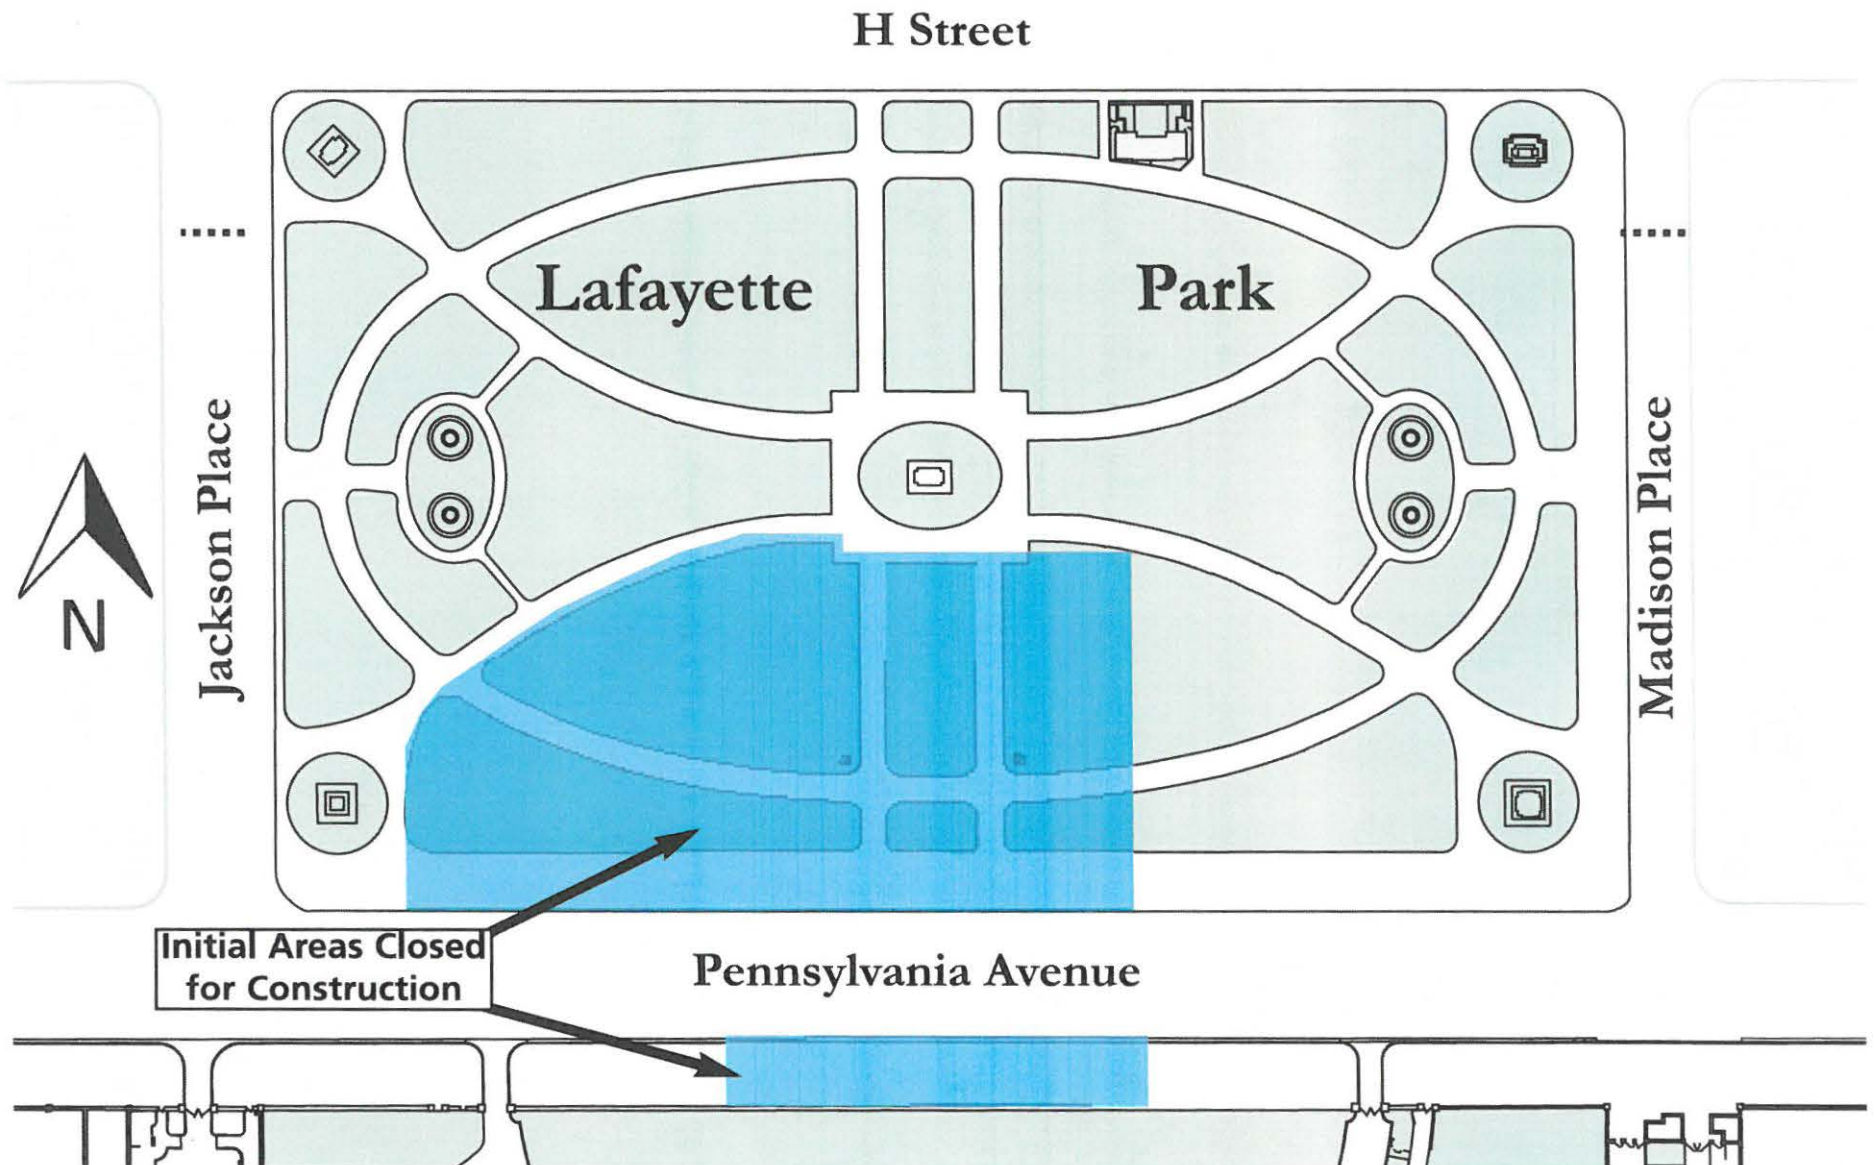 H Street
Lafayette Park
Jackson Place
Madison Place
N
Initial Areas Closed
for Construction
Pennsylvania Avenue